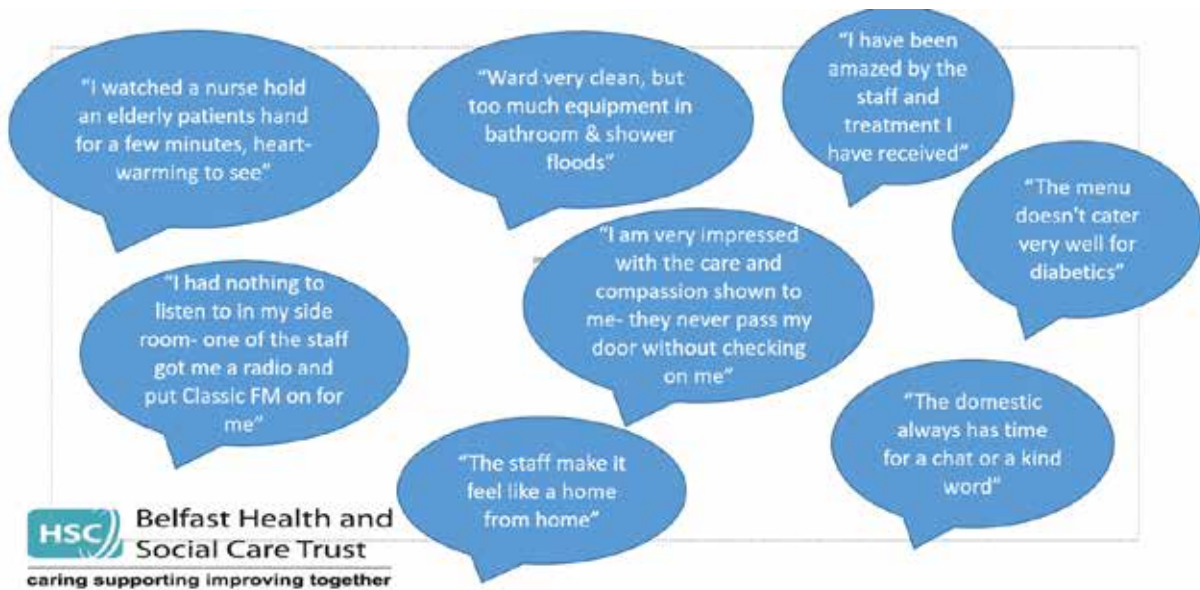 "I watched a nurse hold
an elderly patients hand
for a few minutes, heart-
warming to see"
"Ward very clean, but
too much equipment in
bathroom & shower
floods"
"I have been
amazed by the
staff and
treatment I
have received"
"The menu
doesn't cater
very well for
diabetics"
"I had nothing to
listen to in my side
room- one of the staff
got me a radio and
put Classic FM on for
me"
"I am very impressed
with the care and
compassion shown to
me- they never pass my
door without checking
on me"
"The domestic
always has time
for a chat or a kind
word"
"The staff make it
feel like a home
from home"
HSC
Belfast Health and
Social Care Trust
caring supporting improving together